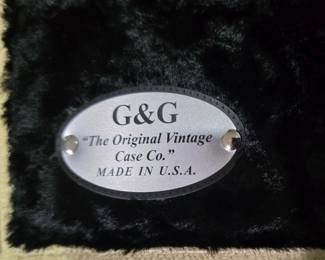 G&G
“The Original Vintage
Case Co.”
MADE IN U.S.A.